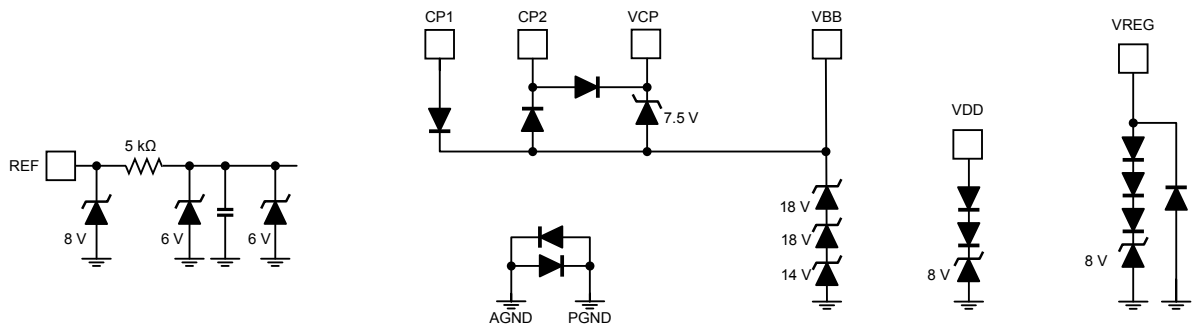 CP1
CP2
VCP
VBB
VREG
7.5 V
VDD
5 kΩ
REF
18 V
8 V
6 V
6 V
18 V
14 V
8 V
8 V
AGND
PGND